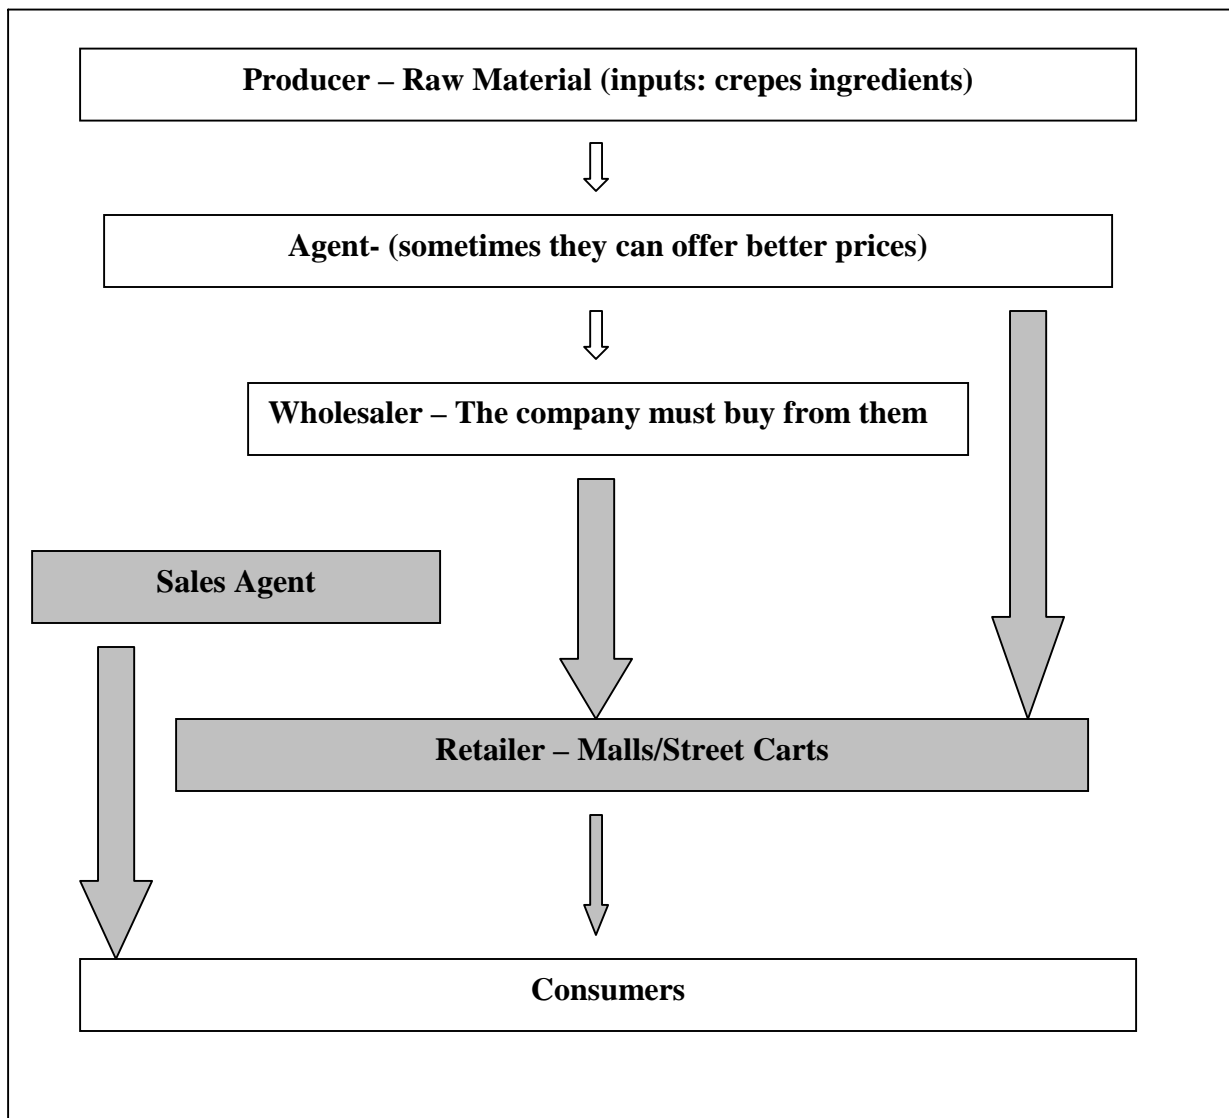 Producer – Raw Material (inputs: crepes ingredients)
Agent- (sometimes they can offer better prices)
Wholesaler – The company must buy from them
Sales Agent
Retailer – Malls/Street Carts
Consumers